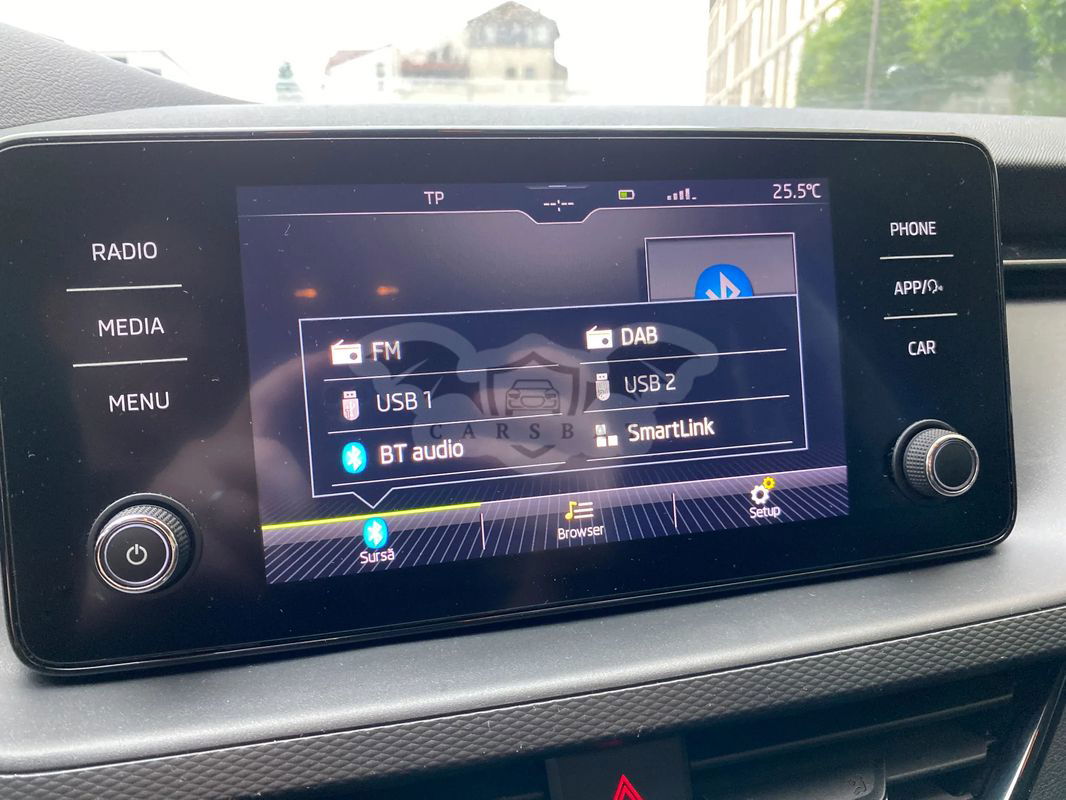 TP --:-- 25.5°C
RADIO
MEDIA
MENU
PHONE
APP/
CAR
FM DAB
USB 1 USB 2
BT audio SmartLink
CARSB
Sursă Browser Setup